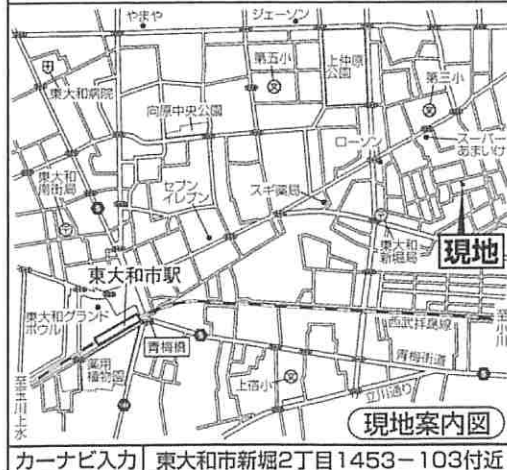 やまや
ジェーソン
第五小
上仲原
公園
第三小
東大和病院
向原中央公園
ローソン
スーパー
あまいけ
東大和
南街局
セブン
イレブン
スギ薬局
東大和
新堀局
現地
東大和市駅
東大和グランド
ボウル
西武拝島線
至小川
青梅橋
青梅街道
薬用
植物園
上宿小
立川通り
至玉川上水
現地案内図
カーナビ入力 東大和市新堀2丁目1453-103付近